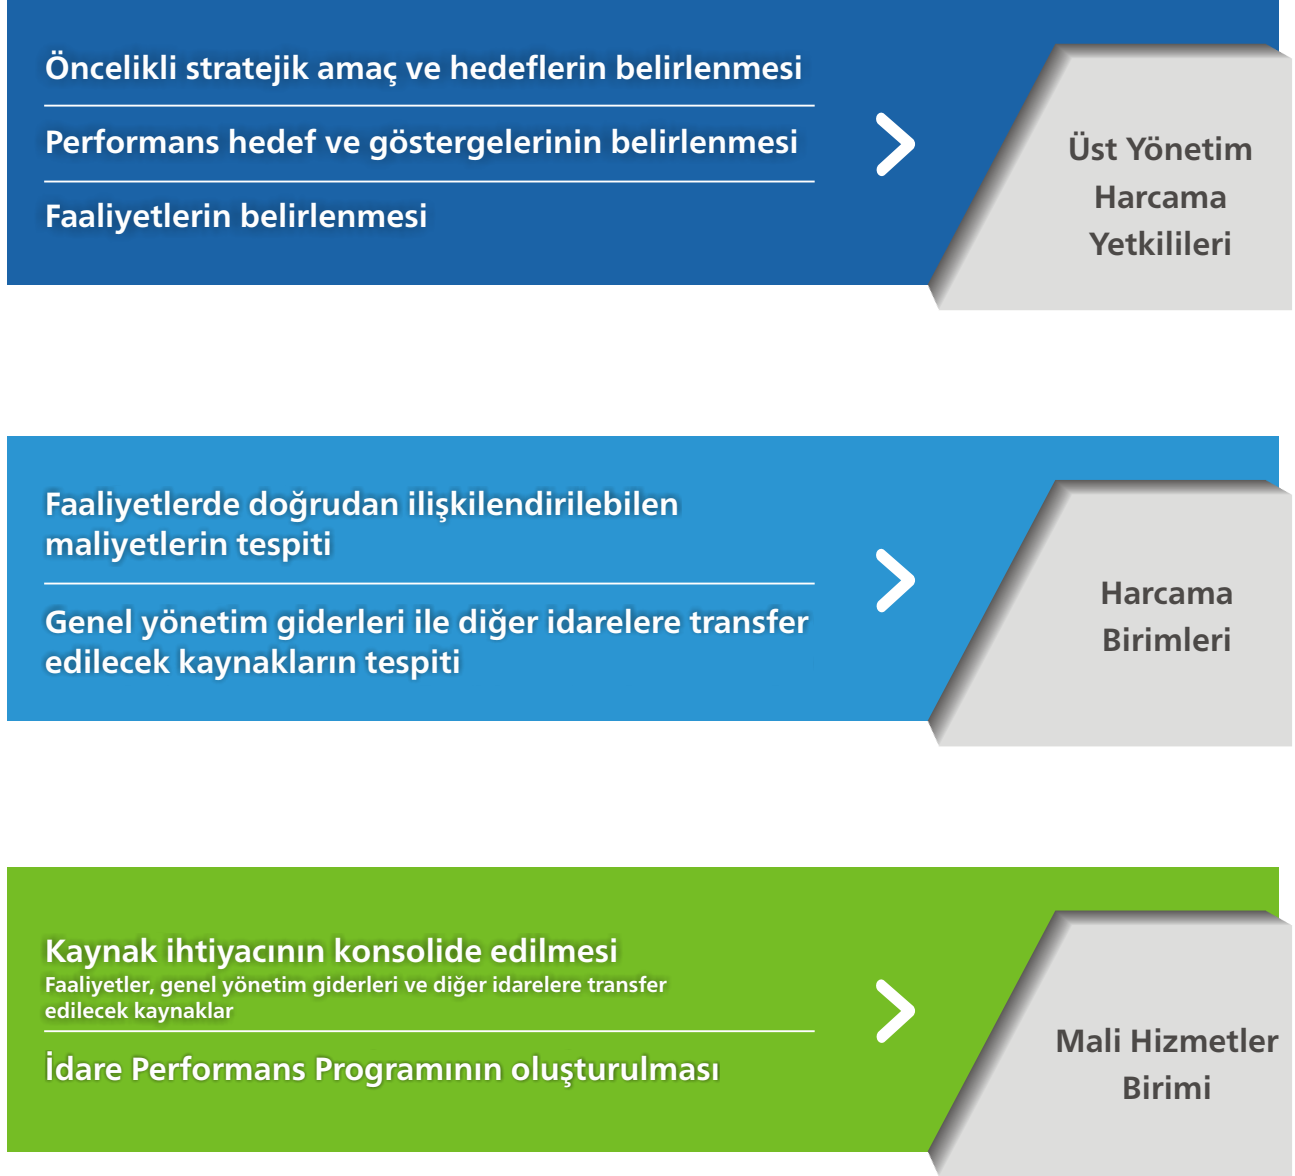 Öncelikli stratejik amaç ve hedeflerin belirlenmesi
Performans hedef ve göstergelerinin belirlenmesi
Faaliyetlerin belirlenmesi
Üst Yönetim
Harcama
Yetkilileri
Faaliyetlerde doğrudan ilişkilendirilebilen
maliyetlerin tespiti
Genel yönetim giderleri ile diğer idarelere transfer
edilecek kaynakların tespiti
Harcama
Birimleri
Kaynak ihtiyacının konsolide edilmesi
Faaliyetler, genel yönetim giderleri ve diğer idarelere transfer
edilecek kaynaklar
İdare Performans Programının oluşturulması
Mali Hizmetler
Birimi